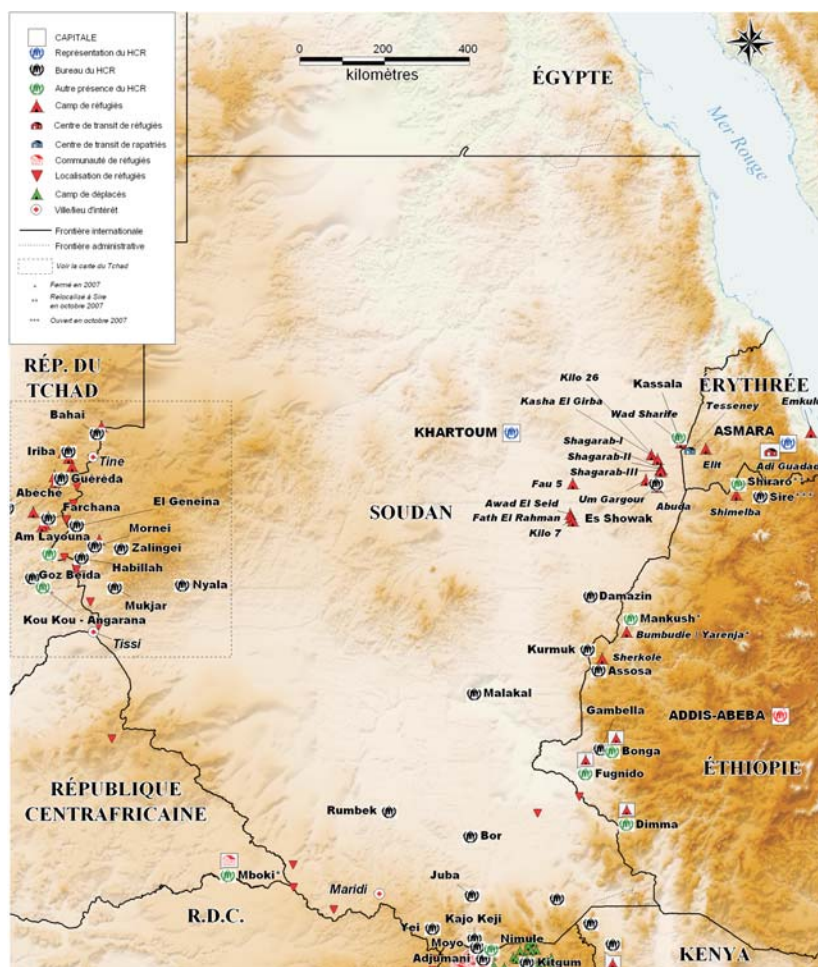 CAPITALE
Représentation du HCR
Bureau du HCR
Autre présence du HCR
Camp de réfugiés
Centre de transit de réfugiés
Centre de transit de rapatriés
Communauté de réfugiés
Localisation de réfugiés
Camp de déplacés
Ville/lieu d'intérêt
Frontière internationale
Frontière administrative
Voir la carte du Tchad
* Fermé en 2007
** Relocalisé à Sire
en octobre 2007
*** Ouvert en octobre 2007
0 200 400
kilomètres
ÉGYPTE
Mer Rouge
RÉP. DU
TCHAD
Bahai
Tine
Iriba
Guéréda
Abéché
Farchana
El Geneina
Mornei
Am Layouna
Zalingei
Habillah
Goz Beida
Nyala
Mukjar
Kou Kou - Angarana
Tissi
KHARTOUM
SOUDAN
Kilo 26
Kasha El Girba
Kassala
Wad Sharife
ÉRYTHRÉE
Tesseney
Emkulu
ASMARA
Shagarab-I
Shagarab-II
Shagarab-III
Elit
Adi Guadad
Fau 5
Um Gargour
Abuda
Shiraro**
Sire***
Shimelba
Awad El Seid
Fath El Rahman
Kilo 7
Es Showak
Damazin
Mankush*
Bumbudie / Yarenja*
Kurmuk
Sherkole
Assosa
Malakal
Gambella
ADDIS-ABEBA
Bonga
Fugnido
ÉTHIOPIE
Dimma
RÉPUBLIQUE
CENTRAFRICAINE
Rumbek
Bor
Mboki*
Maridi
Juba
R.D.C.
Yei
Kajo Keji
Moyo
Nimule
Adjumani
Kitgum
KENYA